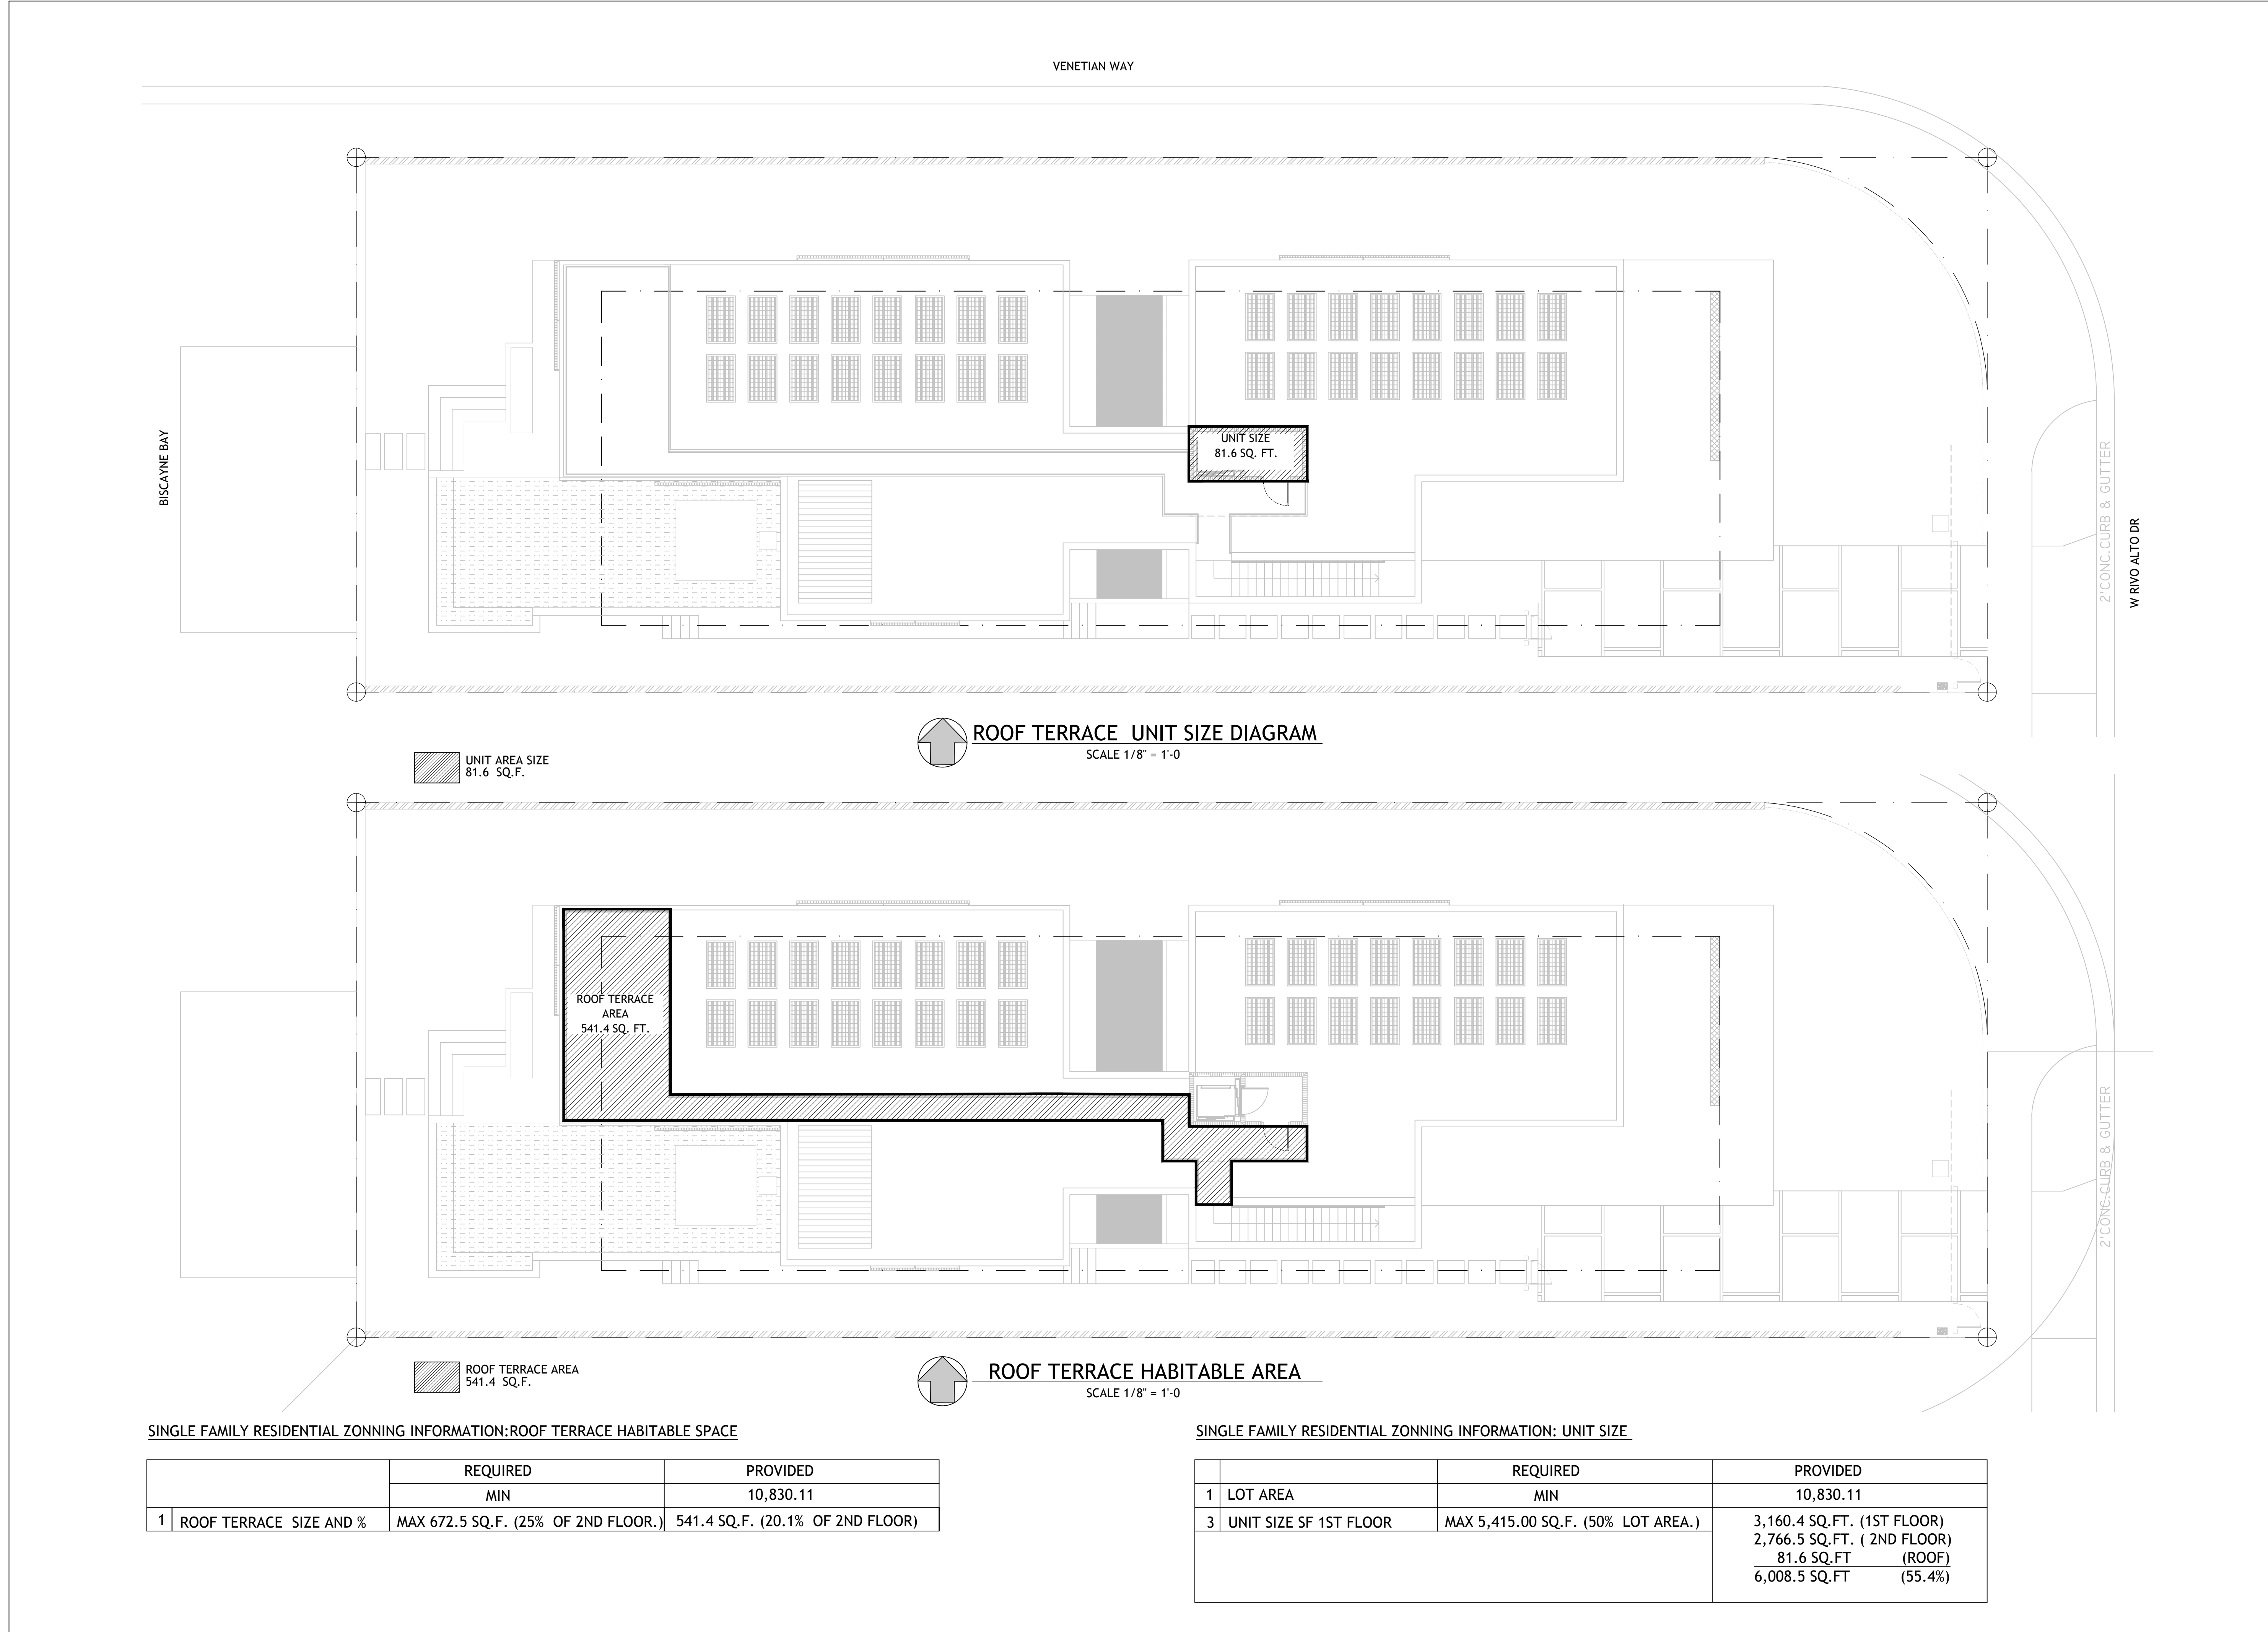 VENETIAN WAY
BISCAYNE BAY
UNIT SIZE
81.6 SQ. FT.
2'CONC.CURB & GUTTER
W RIVO ALTO DR
ROOF TERRACE  UNIT SIZE DIAGRAM
SCALE 1/8" = 1'-0
UNIT AREA SIZE
81.6  SQ.F.
ROOF TERRACE
AREA
541.4 SQ. FT.
2'CONC.CURB & GUTTER
ROOF TERRACE AREA
541.4  SQ.F.
ROOF TERRACE HABITABLE AREA
SCALE 1/8" = 1'-0
SINGLE FAMILY RESIDENTIAL ZONNING INFORMATION:ROOF TERRACE HABITABLE SPACE
REQUIRED PROVIDED
MIN 10,830.11
1 ROOF TERRACE  SIZE AND % MAX 672.5 SQ.F. (25%  OF 2ND FLOOR.) 541.4 SQ.F. (20.1%  OF 2ND FLOOR)
SINGLE FAMILY RESIDENTIAL ZONNING INFORMATION: UNIT SIZE
REQUIRED PROVIDED
1 LOT AREA MIN 10,830.11
3 UNIT SIZE SF 1ST FLOOR MAX 5,415.00 SQ.F. (50%  LOT AREA.) 3,160.4 SQ.FT. (1ST FLOOR)
2,766.5 SQ.FT. ( 2ND FLOOR)
81.6 SQ.FT (ROOF)
6,008.5 SQ.FT (55.4%)